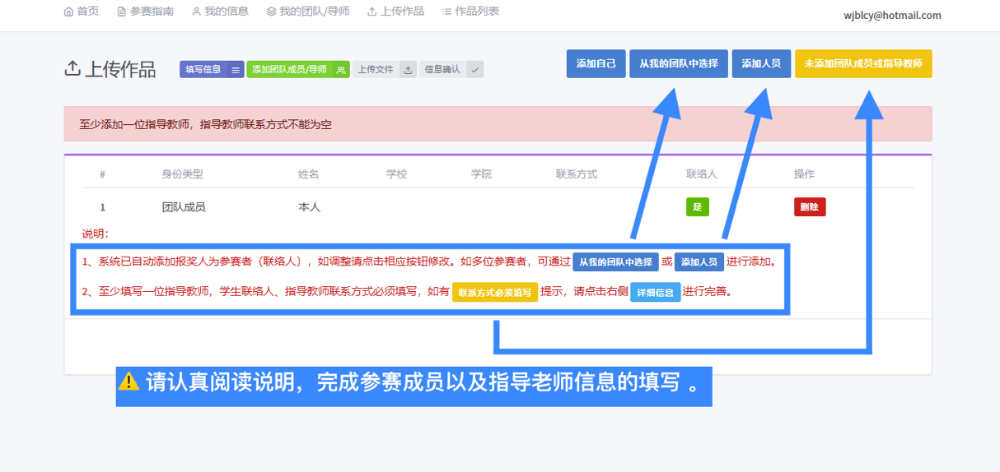 首页 参赛指南 我的信息 我的团队/导师 上传作品 作品列表 wjblcy@hotmail.com
上传作品 填写信息 添加团队成员/导师 上传文件 信息确认 添加自己 从我的团队中选择 添加人员 未添加团队成员或指导教师
至少添加一位指导教师，指导教师联系方式不能为空
# 身份类型 姓名 学校 学院 联系方式 联络人 操作
1 团队成员 本人 是 删除
说明：
1、系统已自动添加报奖人为参赛者（联络人），如调整请点击相应按钮修改。如多位参赛者，可通过 从我的团队中选择 或 添加人员 进行添加。
2、至少填写一位指导教师，学生联络人、指导教师联系方式必须填写，如有 联系方式必须填写 提示，请点击右侧 详细信息 进行完善。
⚠️ 请认真阅读说明，完成参赛成员以及指导老师信息的填写 。